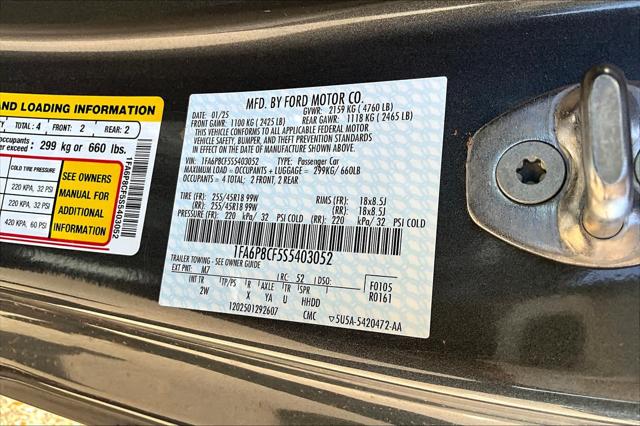 AND LOADING INFORMATION
TOTAL: 4 FRONT: 2 REAR: 2
occupants
exceed: 299 kg or 660 lbs.
COLD TIRE PRESSURE
220 KPA, 32 PSI
220 KPA, 32 PSI
420 KPA, 60 PSI
SEE OWNERS
MANUAL FOR
ADDITIONAL
INFORMATION
1FA6P8CF5S5403052
MFD. BY FORD MOTOR CO.
DATE: 01/25 GVWR: 2159 KG ( 4760 LB)
FRONT GAWR: 1100 KG ( 2425 LB) REAR GAWR: 1118 KG ( 2465 LB)
THIS VEHICLE CONFORMS TO ALL APPLICABLE FEDERAL MOTOR
VEHICLE SAFETY, BUMPER, AND THEFT PREVENTION STANDARDS
IN EFFECT ON THE DATE OF MANUFACTURE SHOWN ABOVE.
VIN: 1FA6P8CF5S5403052 TYPE: Passenger Car
MAXIMUM LOAD= OCCUPANTS + LUGGAGE= 299KG/ 660LB
OCCUPANTS= 4 TOTAL; 2 FRONT, 2 REAR
TIRE (FR): 255/45R18 99W RIMS (FR): 18x8.5J
(RR): 255/45R18 99W (RR): 18x8.5J
PRESSURE (FR): 220 kPa/ 32 PSI COLD (RR): 220 kPa/ 32 PSI COLD
1FA6P8CF5S5403052
TRAILER TOWING - SEE OWNER GUIDE
EXT PNT: M7 RC: 52 DSO: F0105
INT TR TP/PS R AXLE TR SPR R0161
2W X YA U HHDD
1202501292607 CMC ▽5U5A-5420472-AA